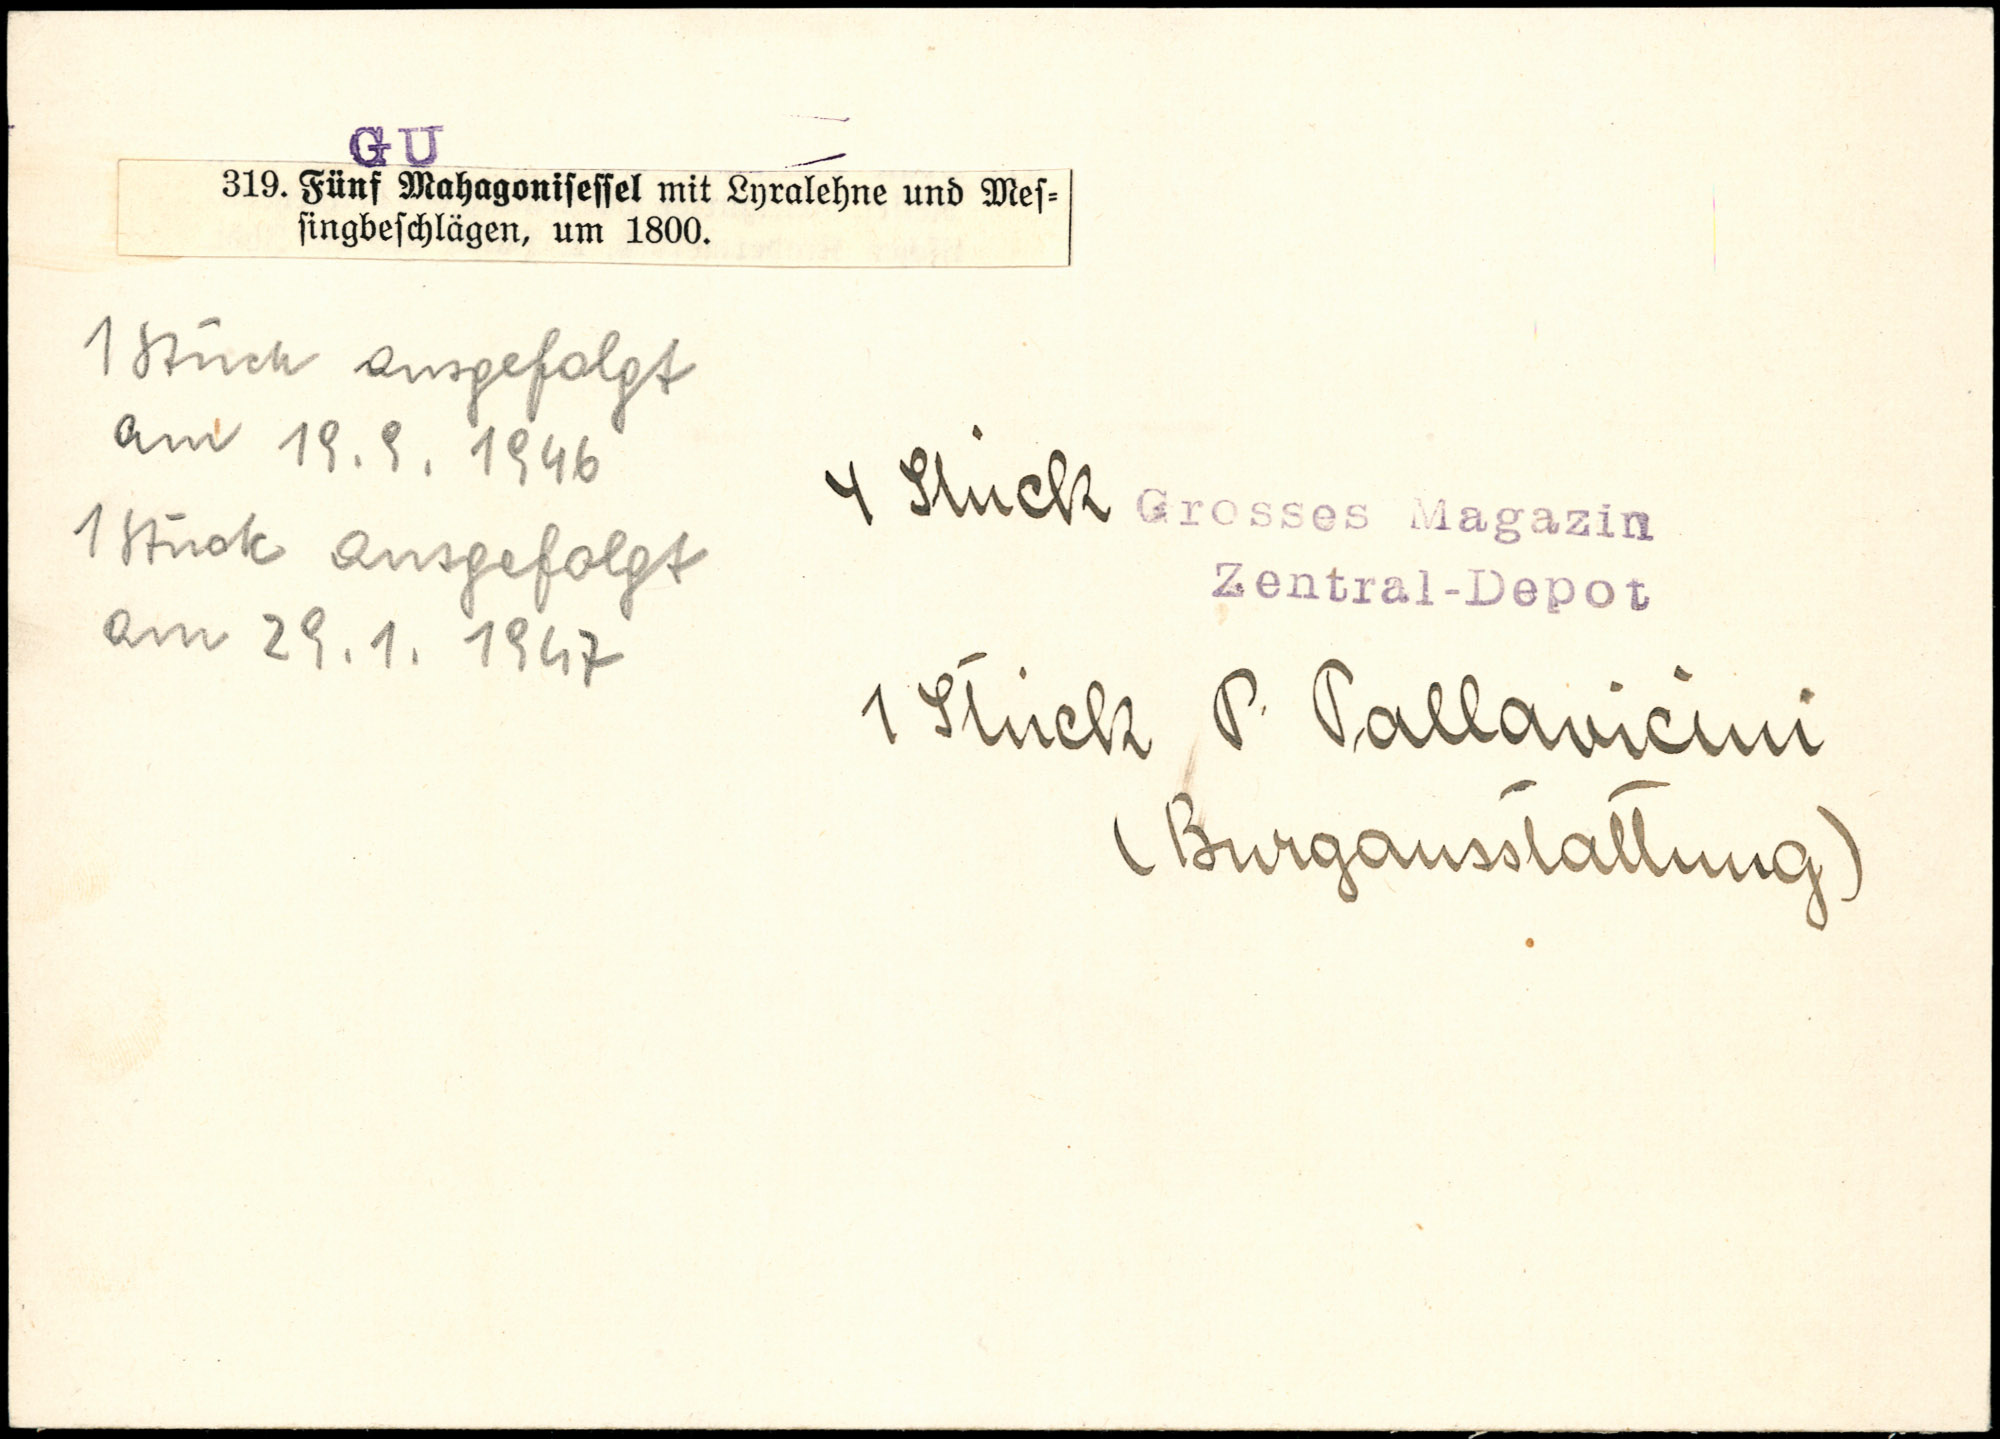 GU
319. Fünf Mahagonisessel mit Lyralehne und Mes-
singbeschlägen, um 1800.
1 Stück ausgefolgt
am 19.9.1946
1 Stück ausgefolgt
am 29.1.1947
4 Stück Grosses Magazin
Zentral-Depot
1 Stück P. Pallavicini
(Burgausstattung)